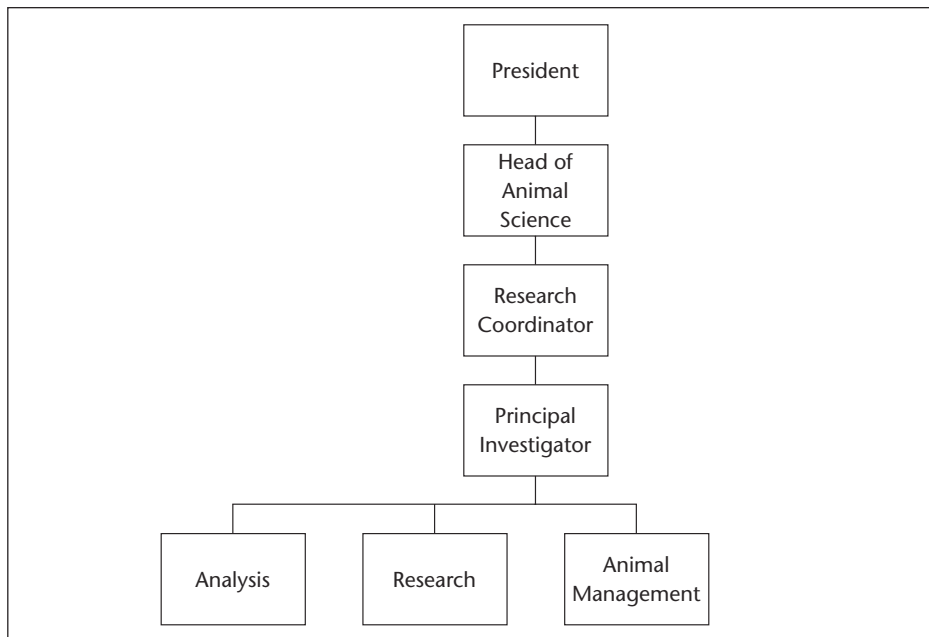 President
Head of
Animal
Science
Research
Coordinator
Principal
Investigator
Analysis
Research
Animal
Management